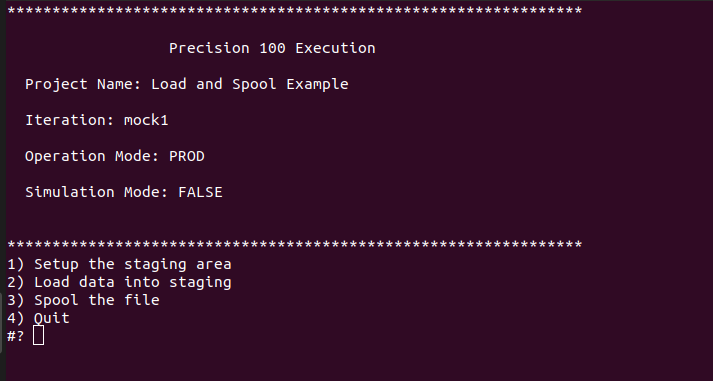 ****************************************************************
Precision 100 Execution
Project Name: Load and Spool Example
Iteration: mock1
Operation Mode: PROD
Simulation Mode: FALSE
****************************************************************
1) Setup the staging area
2) Load data into staging
3) Spool the file
4) Quit
#?